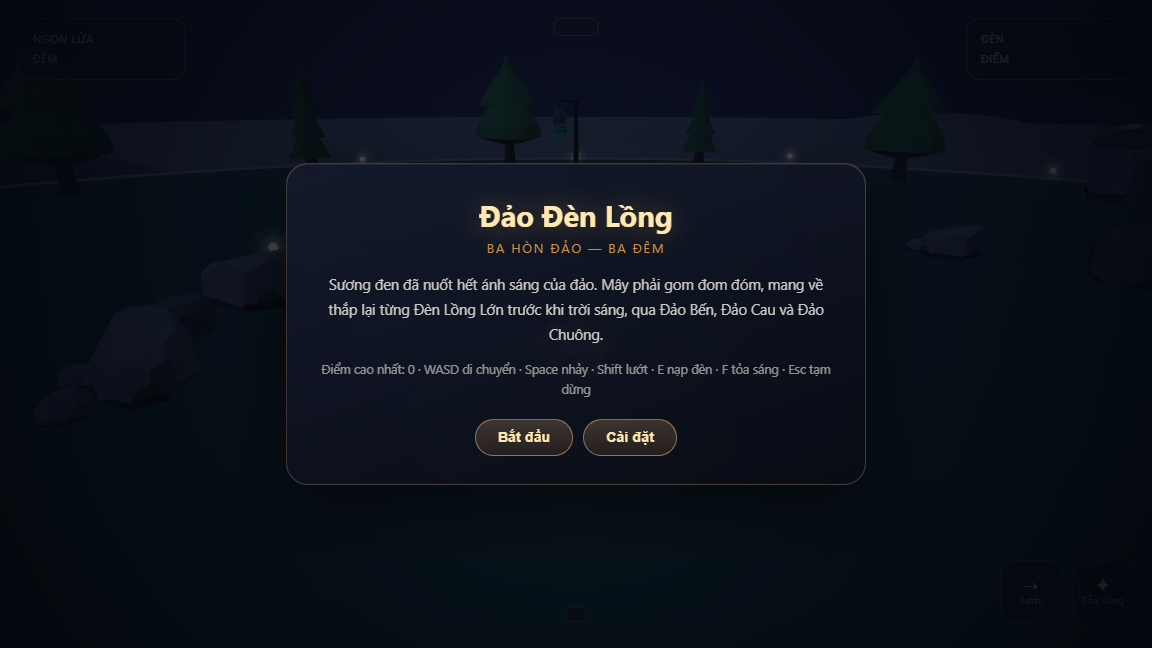 NGỌN LỬA
ĐÊM
ĐÈN
ĐIỂM
Đảo Đèn Lồng
BA HÒN ĐẢO — BA ĐÊM
Sương đen đã nuốt hết ánh sáng của đảo. Mây phải gom đom đóm, mang về
thắp lại từng Đèn Lồng Lớn trước khi trời sáng, qua Đảo Bến, Đảo Cau và Đảo
Chuông.
Điểm cao nhất: 0 · WASD di chuyển · Space nhảy · Shift lướt · E nạp đèn · F tỏa sáng · Esc tạm
dừng
Bắt đầu
Cài đặt
Lướt
Tỏa sáng